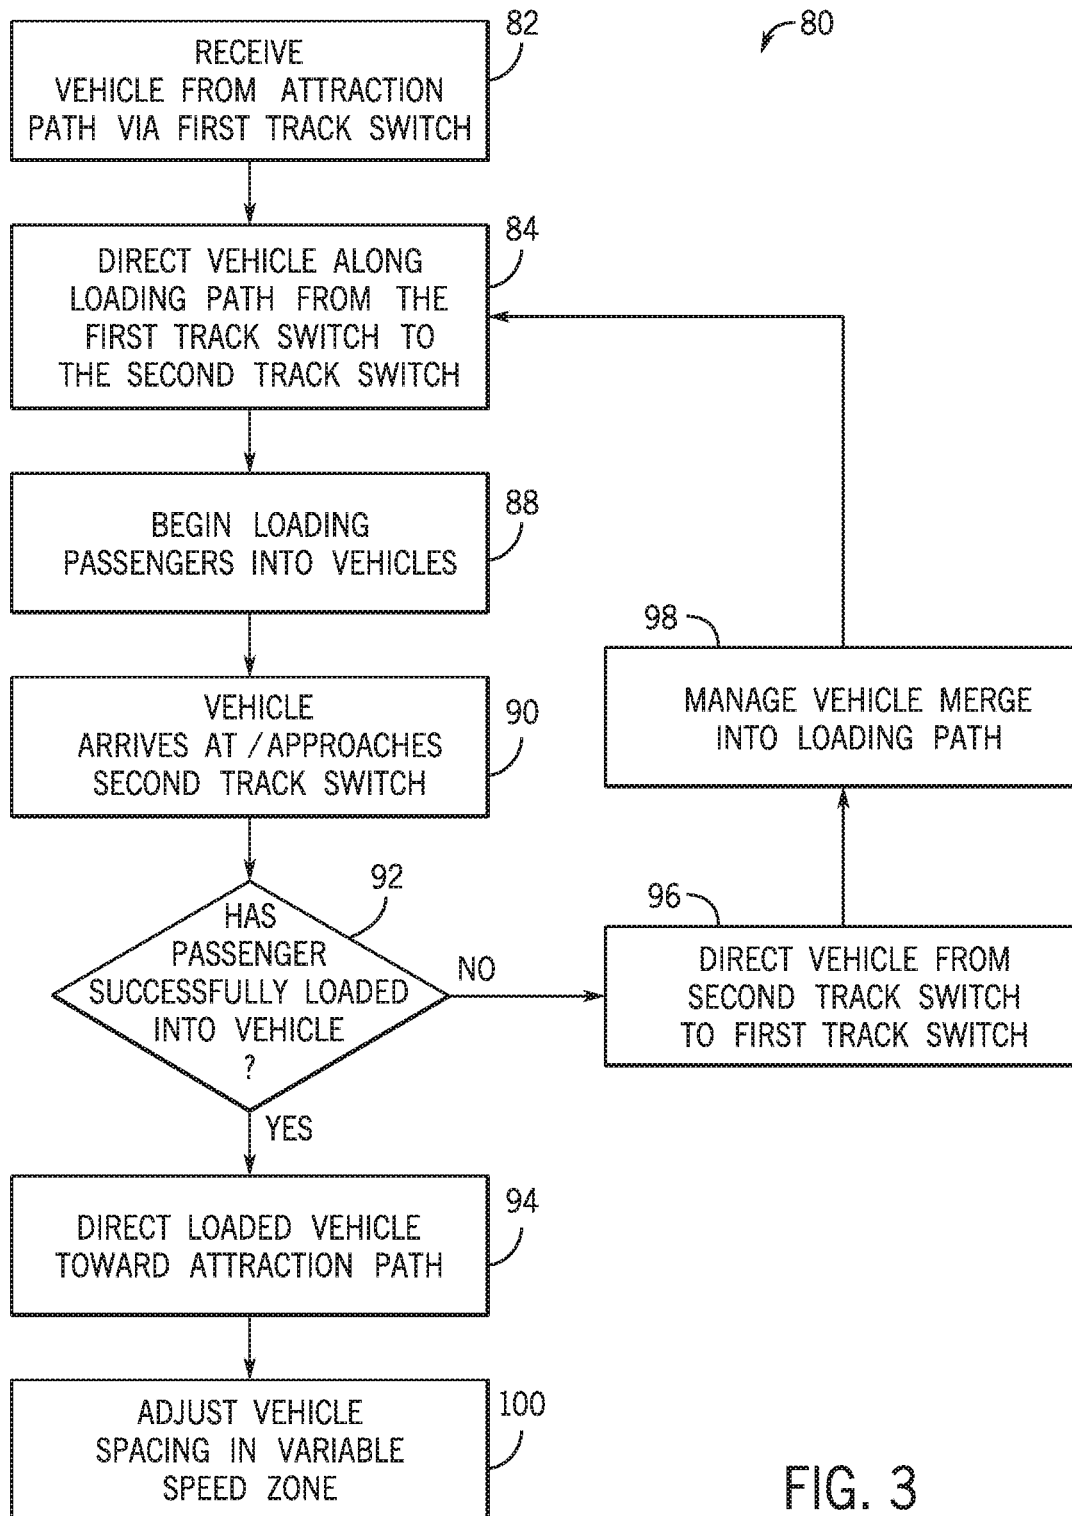 80
82
RECEIVE
VEHICLE FROM ATTRACTION
PATH VIA FIRST TRACK SWITCH
84
DIRECT VEHICLE ALONG
LOADING PATH FROM THE
FIRST TRACK SWITCH TO
THE SECOND TRACK SWITCH
88
BEGIN LOADING
PASSENGERS INTO VEHICLES
90
VEHICLE
ARRIVES AT / APPROACHES
SECOND TRACK SWITCH
92
HAS
PASSENGER
SUCCESSFULLY LOADED
INTO VEHICLE
?
NO
YES
98
MANAGE VEHICLE MERGE
INTO LOADING PATH
96
DIRECT VEHICLE FROM
SECOND TRACK SWITCH
TO FIRST TRACK SWITCH
94
DIRECT LOADED VEHICLE
TOWARD ATTRACTION PATH
100
ADJUST VEHICLE
SPACING IN VARIABLE
SPEED ZONE
FIG. 3